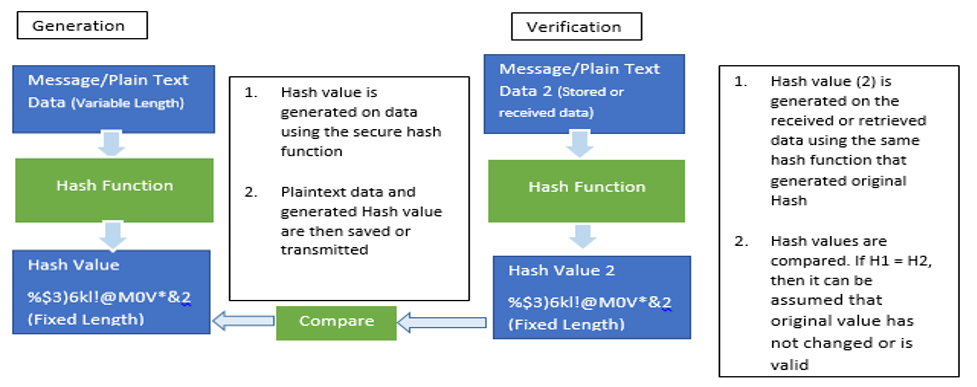 Generation
Message/Plain Text
Data (Variable Length)
Hash Function
Hash Value
%$3)6kl!@M0V*&2
(Fixed Length)
1. Hash value is
generated on data
using the secure hash
function
2. Plaintext data and
generated Hash value
are then saved or
transmitted
Compare
Verification
Message/Plain Text
Data 2 (Stored or
received data)
Hash Function
Hash Value 2
%$3)6kl!@M0V*&2
(Fixed Length)
1. Hash value (2) is
generated on the
received or retrieved
data using the same
hash function that
generated original
Hash
2. Hash values are
compared. If H1 = H2,
then it can be
assumed that
original value has
not changed or is
valid